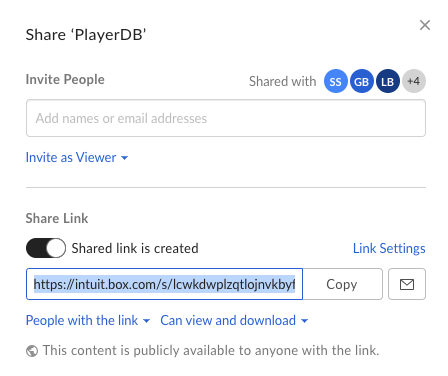 Share ‘PlayerDB’
Invite People
Shared with SS GB LB +4
Add names or email addresses
Invite as Viewer
Share Link
Shared link is created Link Settings
https://intuit.box.com/s/lcwkdwplzqtlojnvkbyf Copy
People with the link Can view and download
This content is publicly available to anyone with the link.